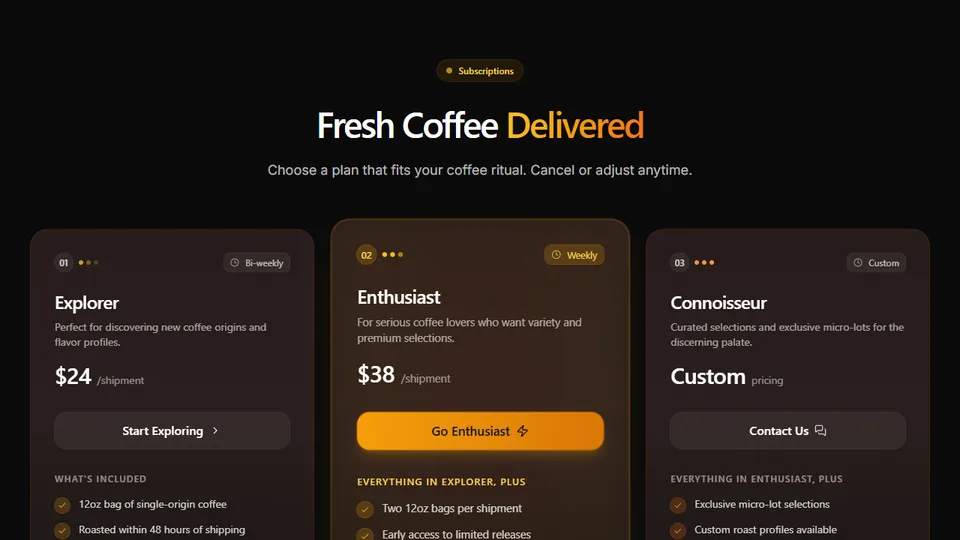 Subscriptions
Fresh Coffee Delivered
Choose a plan that fits your coffee ritual. Cancel or adjust anytime.
01
Bi-weekly
Explorer
Perfect for discovering new coffee origins and
flavor profiles.
$24 /shipment
Start Exploring
WHAT'S INCLUDED
12oz bag of single-origin coffee
Roasted within 48 hours of shipping
02
Weekly
Enthusiast
For serious coffee lovers who want variety and
premium selections.
$38 /shipment
Go Enthusiast
EVERYTHING IN EXPLORER, PLUS
Two 12oz bags per shipment
Early access to limited releases
03
Custom
Connoisseur
Curated selections and exclusive micro-lots for the
discerning palate.
Custom pricing
Contact Us
EVERYTHING IN ENTHUSIAST, PLUS
Exclusive micro-lot selections
Custom roast profiles available